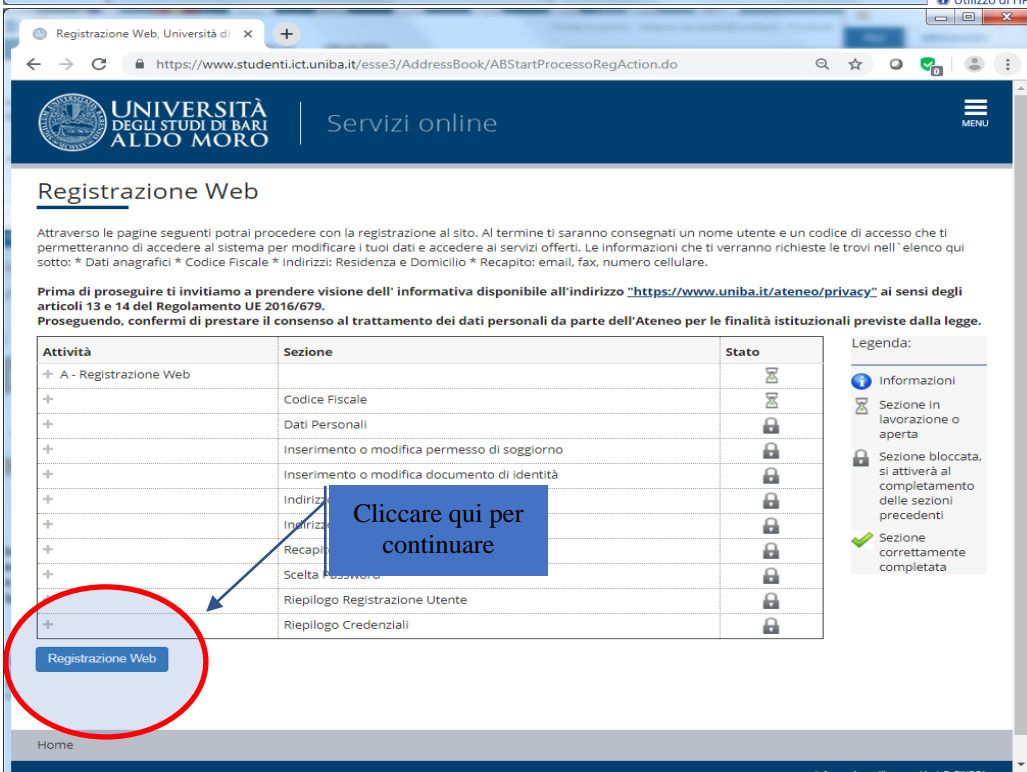 Utilizzo di
Registrazione Web, Università di
https://www.studenti.ict.uniba.it/esse3/AddressBook/ABStartProcessoRegAction.do
0
UNIVERSITÀ
DEGLI STUDI DI BARI
ALDO MORO
Servizi online
MENU
Registrazione Web
Attraverso le pagine seguenti potrai procedere con la registrazione al sito. Al termine ti saranno consegnati un nome utente e un codice di accesso che ti
permetteranno di accedere al sistema per modificare i tuoi dati e accedere ai servizi offerti. Le informazioni che ti verranno richieste le trovi nell`elenco qui
sotto: * Dati anagrafici * Codice Fiscale * Indirizzi: Residenza e Domicilio * Recapito: email, fax, numero cellulare.
Prima di proseguire ti invitiamo a prendere visione dell' informativa disponibile all'indirizzo "https://www.uniba.it/ateneo/privacy" ai sensi degli
articoli 13 e 14 del Regolamento UE 2016/679.
Proseguendo, confermi di prestare il consenso al trattamento dei dati personali da parte dell'Ateneo per le finalità istituzionali previste dalla legge.
Attività Sezione Stato
A - Registrazione Web
Codice Fiscale
Dati Personali
Inserimento o modifica permesso di soggiorno
Inserimento o modifica documento di identità
Scelta Password
Riepilogo Registrazione Utente
Riepilogo Credenziali
Cliccare qui per
continuare
Registrazione Web
Legenda:
Informazioni
Sezione in
lavorazione o
aperta
Sezione bloccata,
si attiverà al
completamento
delle sezioni
precedenti
Sezione
correttamente
completata
Home